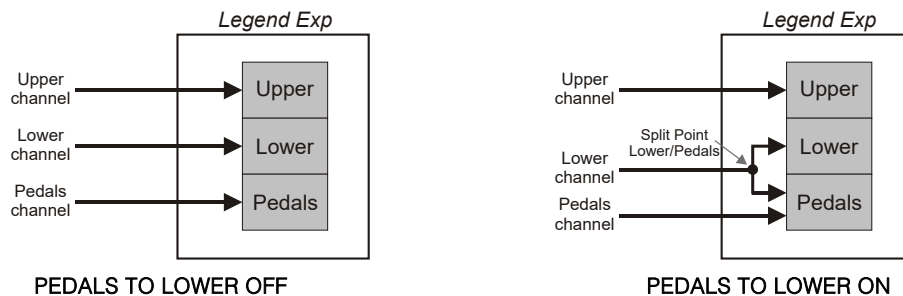 Legend Exp
Upper
channel
Upper
Lower
channel
Lower
Pedals
channel
Pedals
PEDALS TO LOWER OFF
Legend Exp
Upper
channel
Upper
Split Point
Lower/Pedals
Lower
channel
Lower
Pedals
channel
Pedals
PEDALS TO LOWER ON